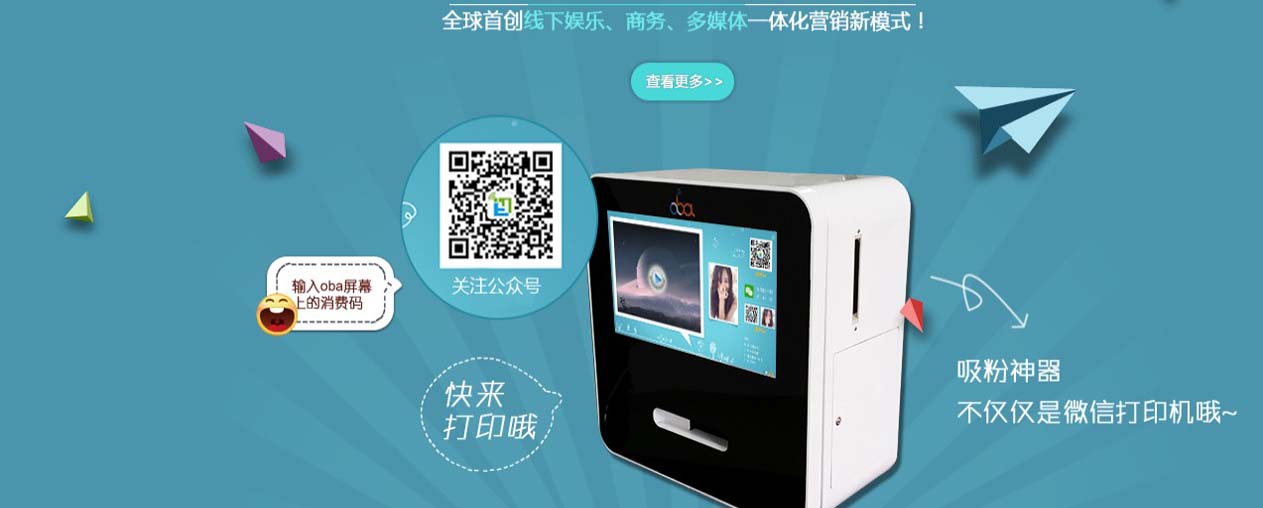 全球首创线下娱乐、商务、多媒体一体化营销新模式！
查看更多>>
oba
关注公众号
输入oba屏幕
上的消费码
快来
打印哦
吸粉神器
不仅仅是微信打印机哦~